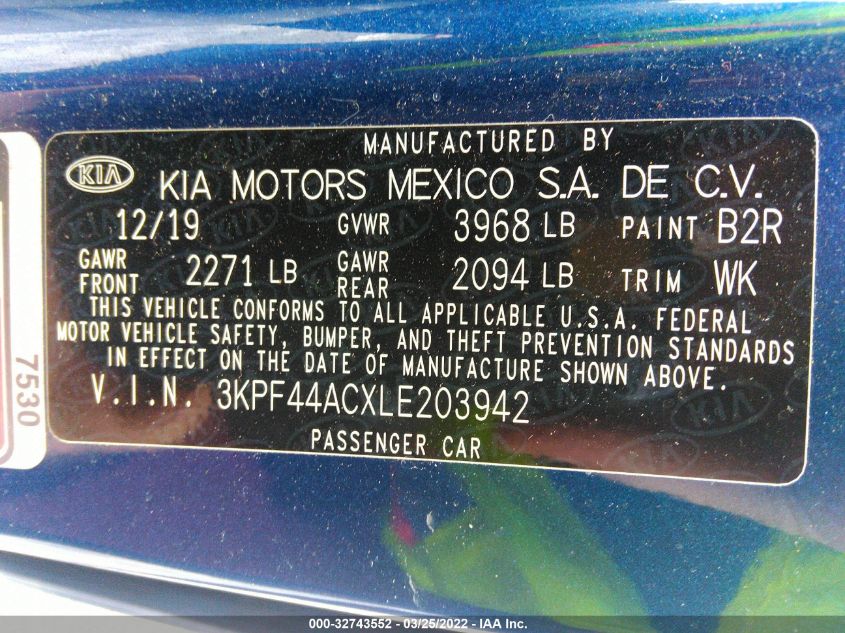 MANUFACTURED BY
KIA KIA MOTORS MEXICO S.A. DE C.V.
12/19 GVWR 3968 LB PAINT B2R
GAWR FRONT 2271 LB GAWR REAR 2094 LB TRIM WK
THIS VEHICLE CONFORMS TO ALL APPLICABLE U.S.A. FEDERAL
MOTOR VEHICLE SAFETY, BUMPER, AND THEFT PREVENTION STANDARDS
IN EFFECT ON THE DATE OF MANUFACTURE SHOWN ABOVE.
V.I.N. 3KPF44ACXLE203942
PASSENGER CAR
7530
000-32743552 - 03/25/2022 - IAA Inc.